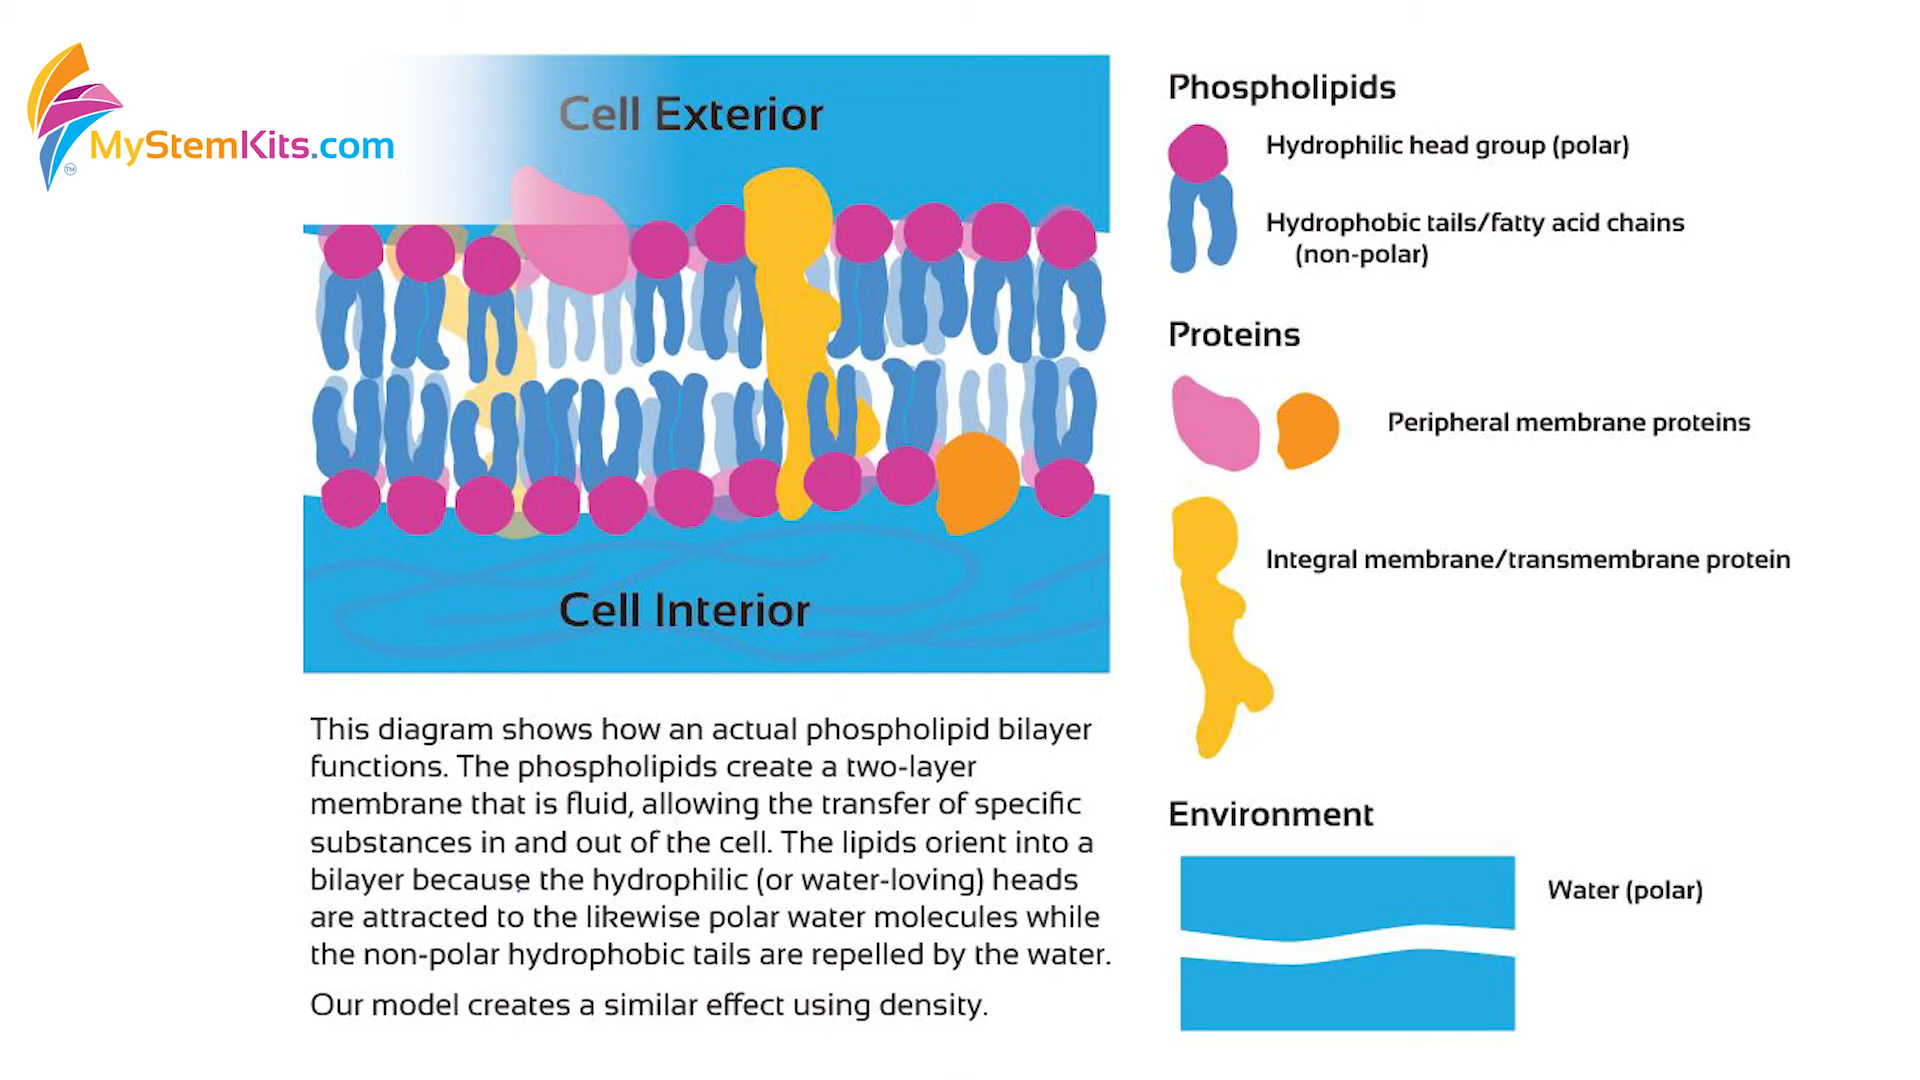 MyStemKits.com
TM
Cell Exterior
Cell Interior
This diagram shows how an actual phospholipid bilayer
functions. The phospholipids create a two-layer
membrane that is fluid, allowing the transfer of specific
substances in and out of the cell. The lipids orient into a
bilayer because the hydrophilic (or water-loving) heads
are attracted to the likewise polar water molecules while
the non-polar hydrophobic tails are repelled by the water.
Our model creates a similar effect using density.
Phospholipids
Hydrophilic head group (polar)
Hydrophobic tails/fatty acid chains
(non-polar)
Proteins
Peripheral membrane proteins
Integral membrane/transmembrane protein
Environment
Water (polar)